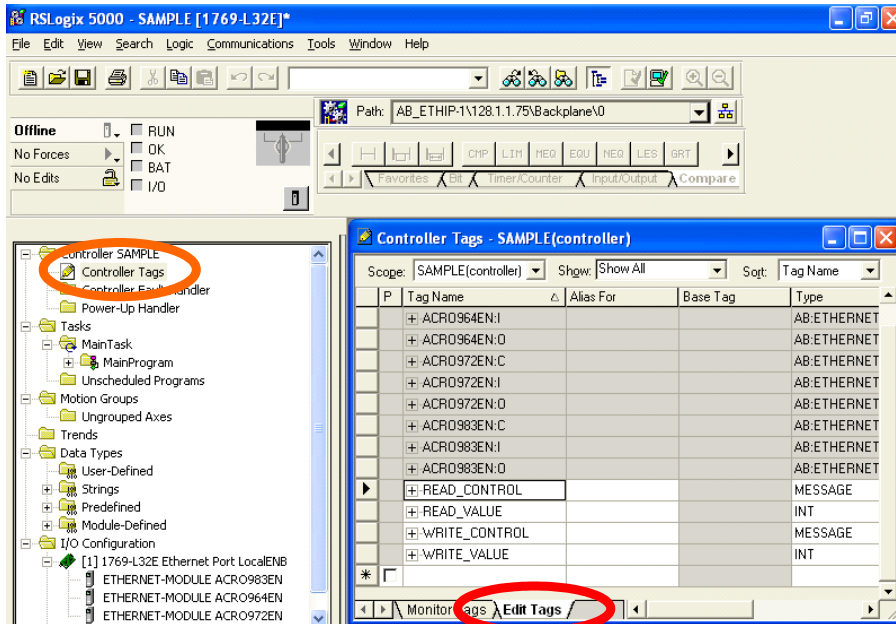 RSLogix 5000 - SAMPLE [1769-L32E]*
File Edit View Search Logic Communications Tools Window Help
Path: AB_ETHIP-1\128.1.1.75\Backplane\0
Offline RUN
No Forces OK
BAT
No Edits I/O
CMP LIM MEQ EQU NEQ LES GRT
Favorites Bit Timer/Counter Input/Output Compare
Controller SAMPLE
Controller Tags
Controller Fault Handler
Power-Up Handler
Tasks
MainTask
MainProgram
Unscheduled Programs
Motion Groups
Ungrouped Axes
Trends
Data Types
User-Defined
Strings
Predefined
Module-Defined
I/O Configuration
[1] 1769-L32E Ethernet Port LocalENB
ETHERNET-MODULE ACRO983EN
ETHERNET-MODULE ACRO964EN
ETHERNET-MODULE ACRO972EN
Controller Tags - SAMPLE(controller)
Scope: SAMPLE(controller) Show: Show All Sort: Tag Name
P Tag Name Alias For Base Tag Type
ACRO964EN:I AB:ETHERNET
ACRO964EN:O AB:ETHERNET
ACRO972EN:C AB:ETHERNET
ACRO972EN:I AB:ETHERNET
ACRO972EN:O AB:ETHERNET
ACRO983EN:C AB:ETHERNET
ACRO983EN:I AB:ETHERNET
ACRO983EN:O AB:ETHERNET
READ_CONTROL MESSAGE
READ_VALUE INT
WRITE_CONTROL MESSAGE
WRITE_VALUE INT
Monitor Tags Edit Tags